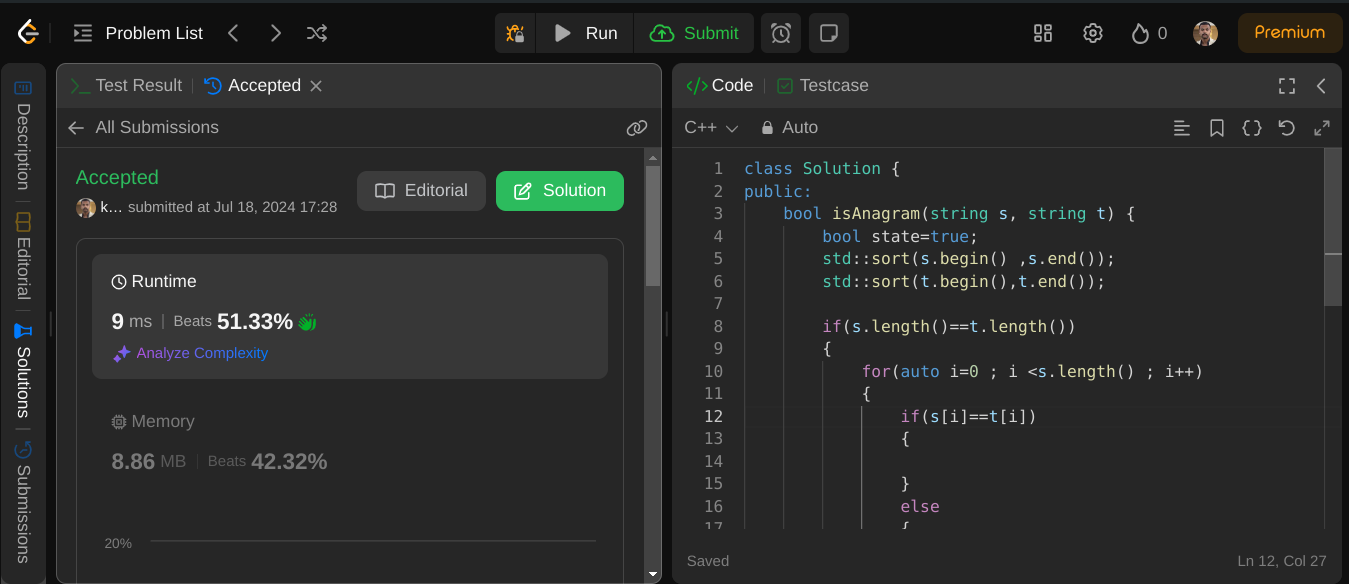 Problem List
Run
Submit
0
Premium
Description
Editorial
Solutions
Submissions
Test Result
Accepted
All Submissions
Accepted
k... submitted at Jul 18, 2024 17:28
Editorial
Solution
Runtime
9 ms | Beats 51.33%
Analyze Complexity
Memory
8.86 MB | Beats 42.32%
20%
</> Code
Testcase
C++
Auto
1 class Solution {
2 public:
3     bool isAnagram(string s, string t) {
4         bool state=true;
5         std::sort(s.begin() ,s.end());
6         std::sort(t.begin(),t.end());
7
8         if(s.length()==t.length())
9         {
10             for(auto i=0 ; i <s.length() ; i++)
11             {
12                 if(s[i]==t[i])
13                 {
14
15                 }
16                 else
17                 {
Saved
Ln 12, Col 27